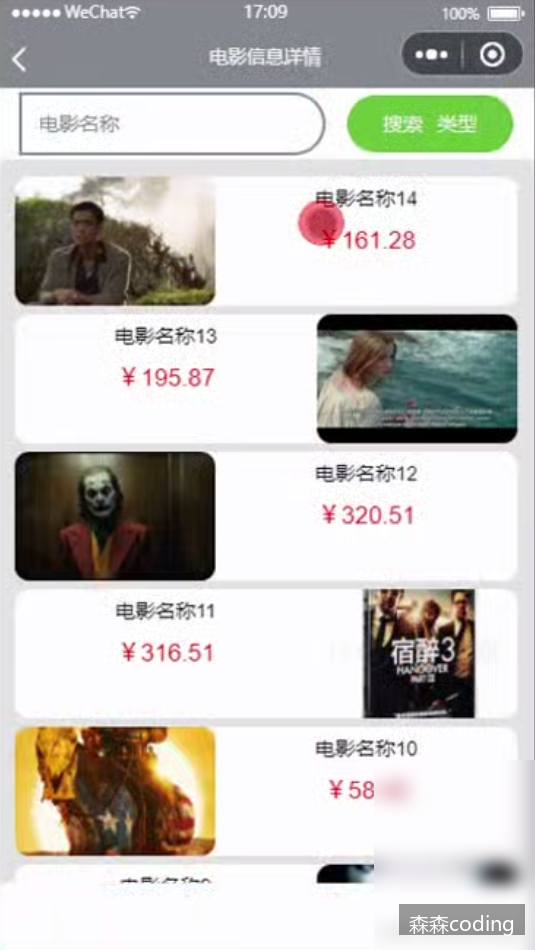 WeChat 17:09 100%
电影信息详情
电影名称 搜索 类型
电影名称14
¥161.28
电影名称13
¥195.87
电影名称12
¥320.51
电影名称11
¥316.51
宿醉3
HANGOVER
PART III
电影名称10
¥58
森森coding